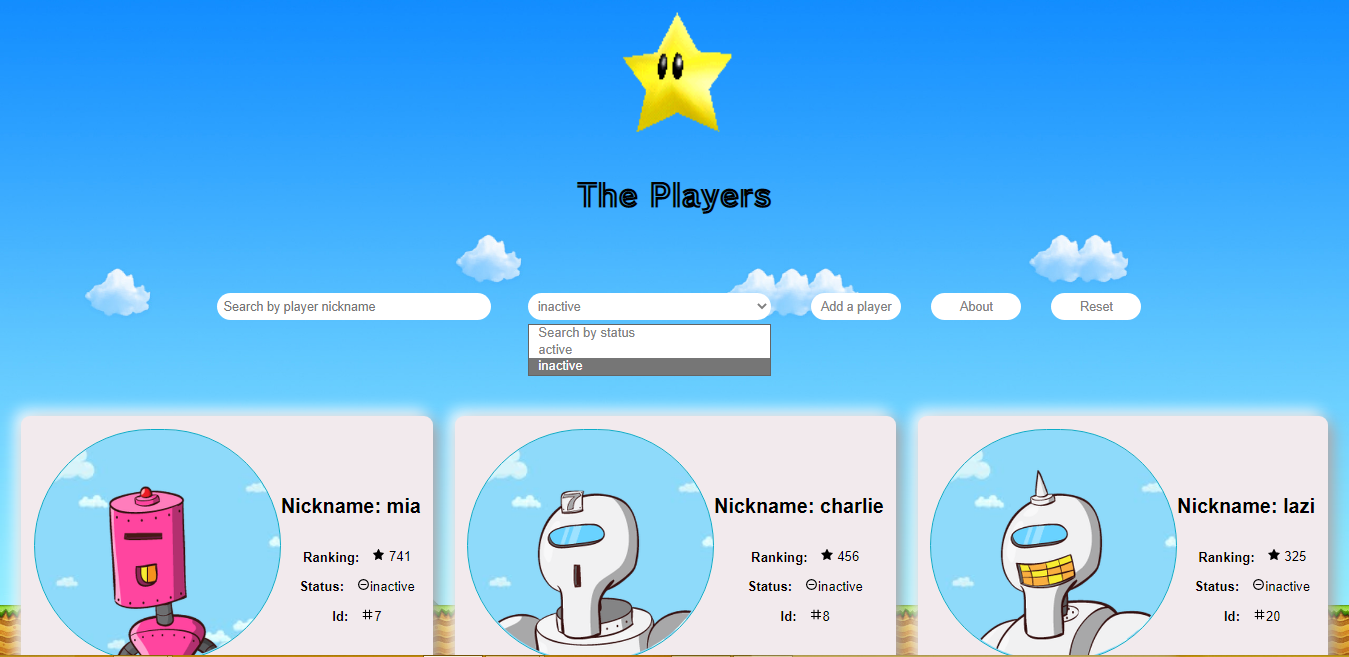 The Players
Search by player nickname
inactive
Add a player
About
Reset
Search by status
active
inactive
Nickname: mia
Ranking: ★ 741
Status: ⊖inactive
Id: #7
7
Nickname: charlie
Ranking: ★ 456
Status: ⊖inactive
Id: #8
Nickname: lazi
Ranking: ★ 325
Status: ⊖inactive
Id: #20